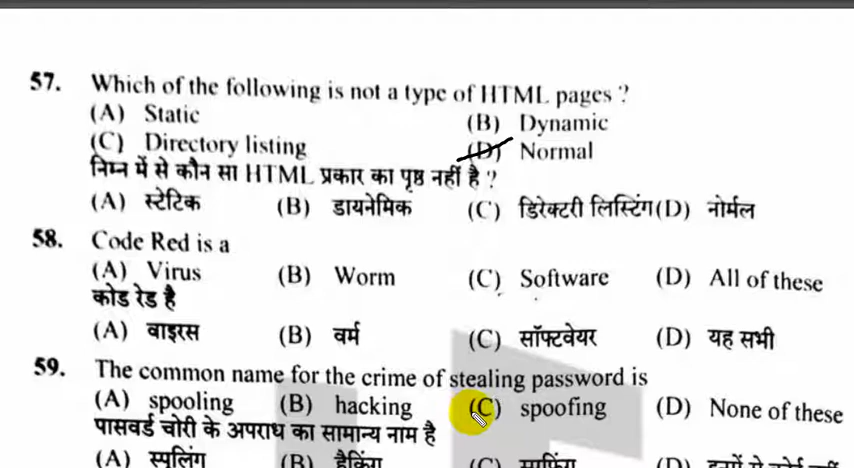 57. Which of the following is not a type of HTML pages ?
(A) Static (B) Dynamic
(C) Directory listing (D) Normal
निम्न में से कौन सा HTML प्रकार का पृष्ठ नहीं है ?
(A) स्टेटिक (B) डायनेमिक (C) डिरेक्टरी लिस्टिंग (D) नोर्मल
58. Code Red is a
(A) Virus (B) Worm (C) Software (D) All of these
कोड रेड है
(A) वाइरस (B) वर्म (C) सॉफ्टवेयर (D) यह सभी
59. The common name for the crime of stealing password is
(A) spooling (B) hacking (C) spoofing (D) None of these
पासवर्ड चोरी के अपराध का सामान्य नाम है
(A) स्पूलिंग (B) हैकिंग (C) (D)